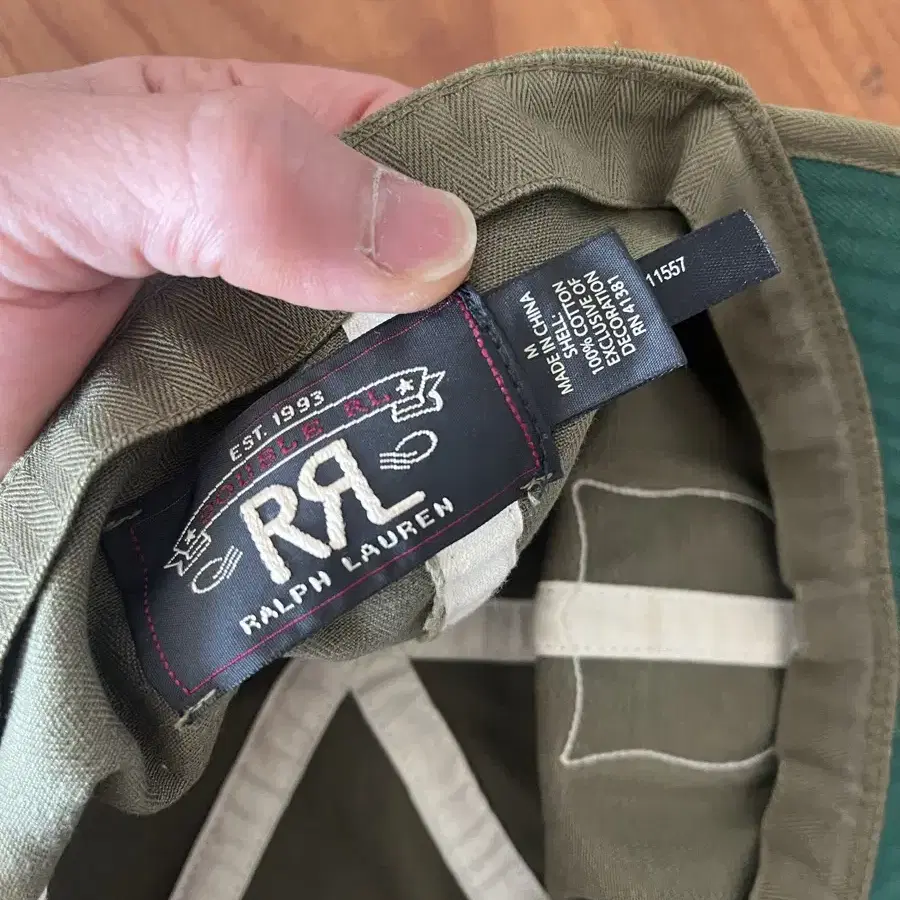 EST. 1993
DOUBLE RL
RRL
RALPH LAUREN
M
MADE IN CHINA
SHELL:
100% COTTON
EXCLUSIVE OF
DECORATION
RN 41381
11557